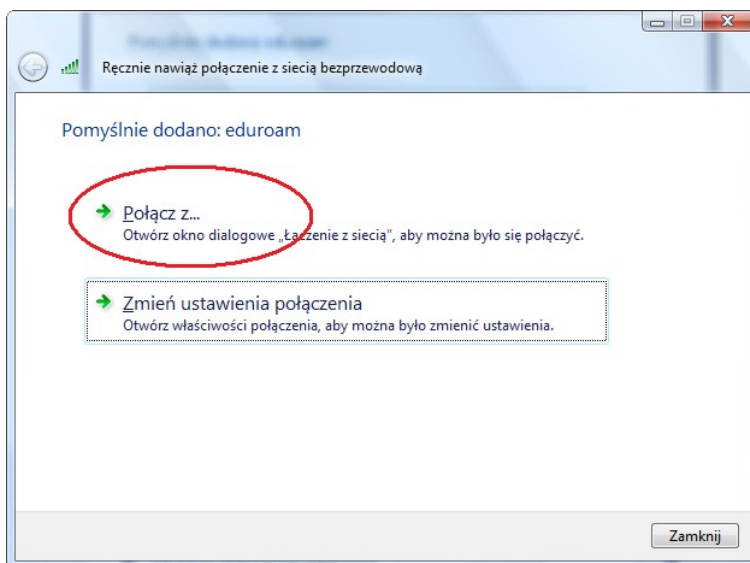 Ręcznie nawiąż połączenie z siecią bezprzewodową
Pomyślnie dodano: eduroam
Połącz z...
Otwórz okno dialogowe „Łączenie z siecią”, aby można było się połączyć.
Zmień ustawienia połączenia
Otwórz właściwości połączenia, aby można było zmienić ustawienia.
Zamknij